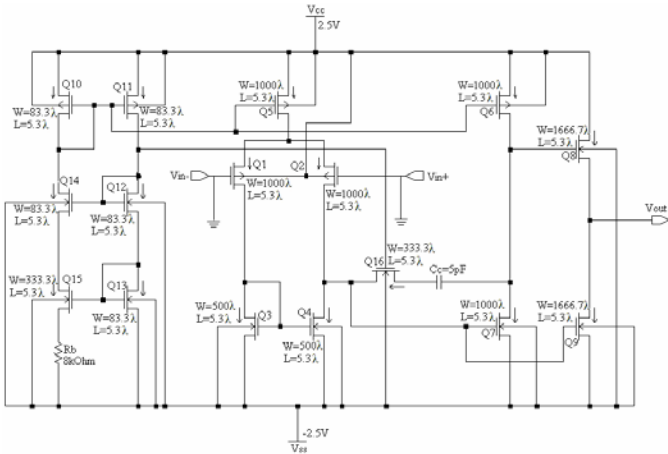 Vcc
2.5V
Q10
W=83.3λ
L=5.3λ
Q11
W=83.3λ
L=5.3λ
W=1000λ
L=5.3λ
Q5
W=1000λ
L=5.3λ
Q6
W=1666.7λ
L=5.3λ
Q8
Q14
W=83.3λ
L=5.3λ
Q12
W=83.3λ
L=5.3λ
Vin-
Q1
W=1000λ
L=5.3λ
Q2
W=1000λ
L=5.3λ
Vin+
Vout
Q15
W=333.3λ
L=5.3λ
Q13
W=83.3λ
L=5.3λ
Rb
8kOhm
Q16
W=333.3λ
L=5.3λ
Cc=5pF
W=500λ
L=5.3λ
Q3
Q4
W=500λ
L=5.3λ
W=1000λ
L=5.3λ
Q7
W=1666.7λ
L=5.3λ
Q9
-2.5V
Vss